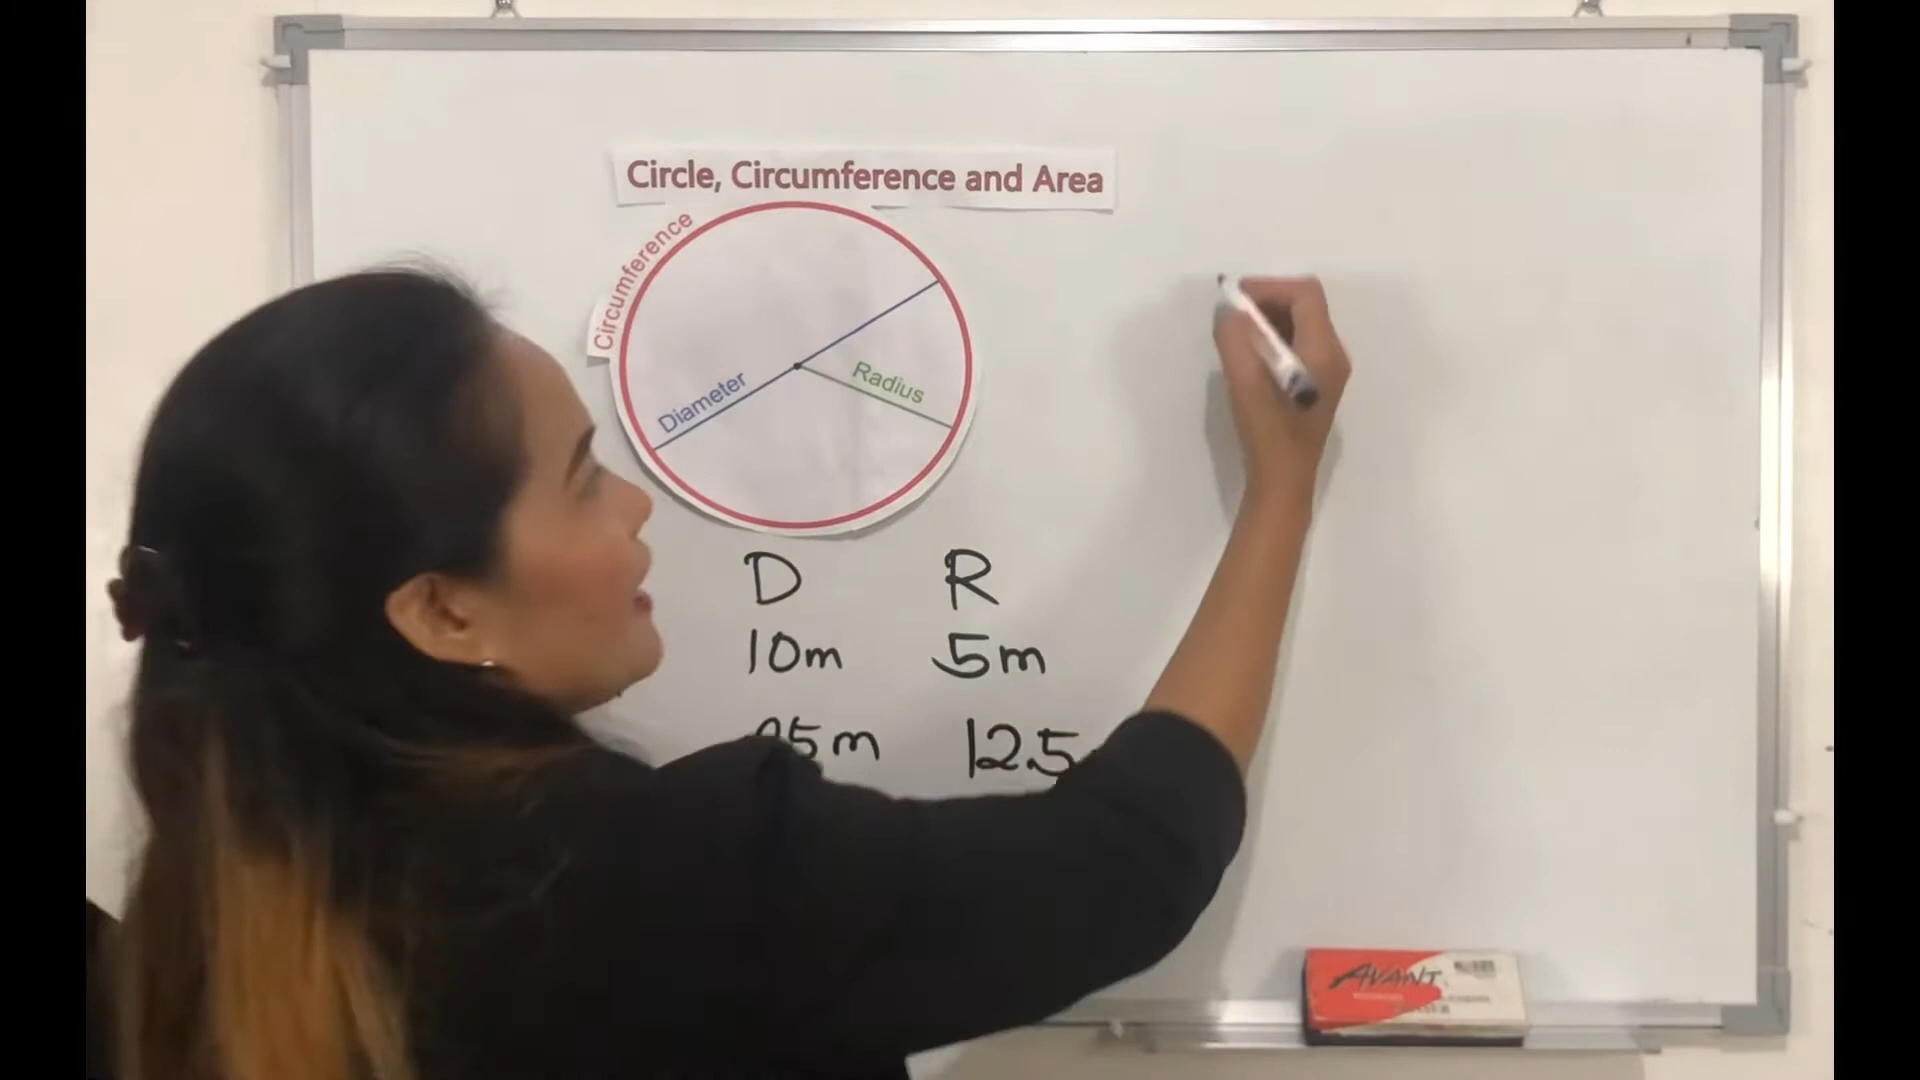 Circle, Circumference and Area
Circumference
Diameter
Radius
D R
10m 5m
5m 12.5
AVANT